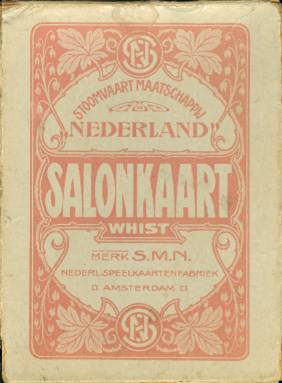 STOOMVAART MAATSCHAPPIJ
„NEDERLAND"
SALONKAART
WHIST
MERK S.M.N.
NEDERL. SPEELKAARTENFABRIEK
AMSTERDAM